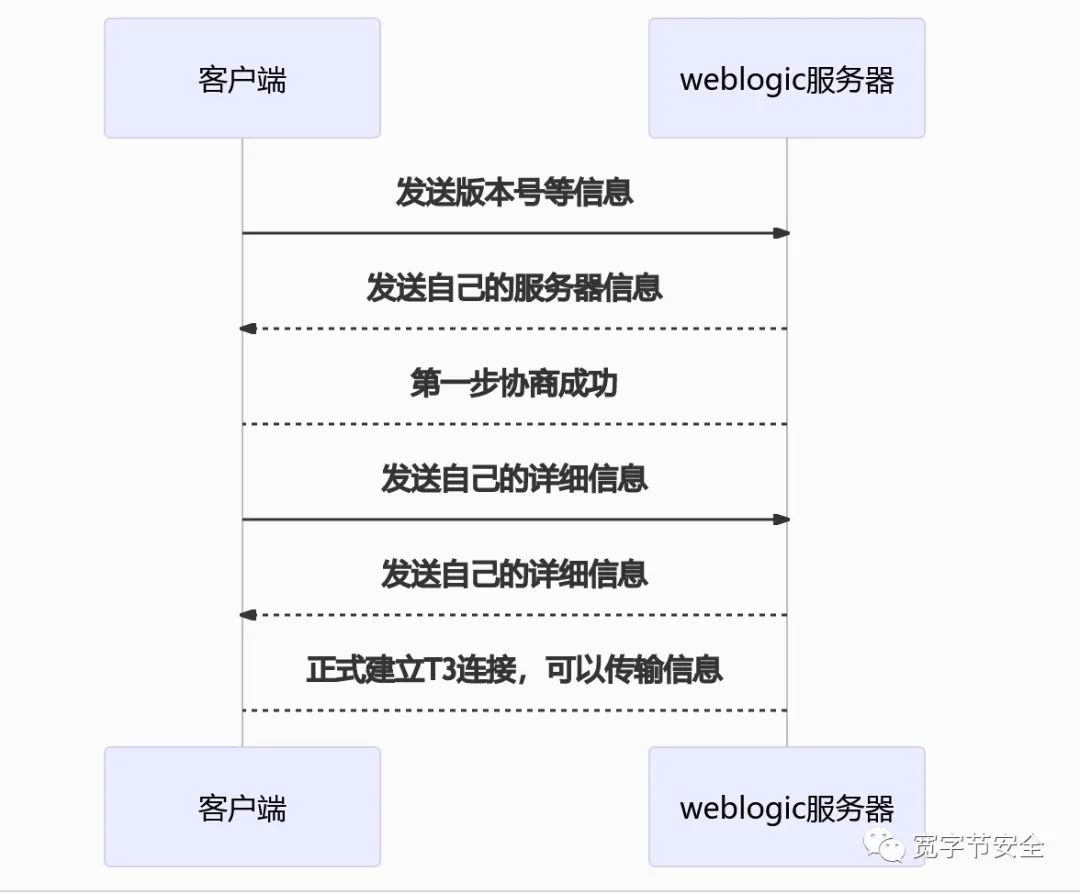 客户端
weblogic服务器
发送版本号等信息
发送自己的服务器信息
第一步协商成功
发送自己的详细信息
发送自己的详细信息
正式建立T3连接，可以传输信息
客户端
weblogic服务器
宽字节安全